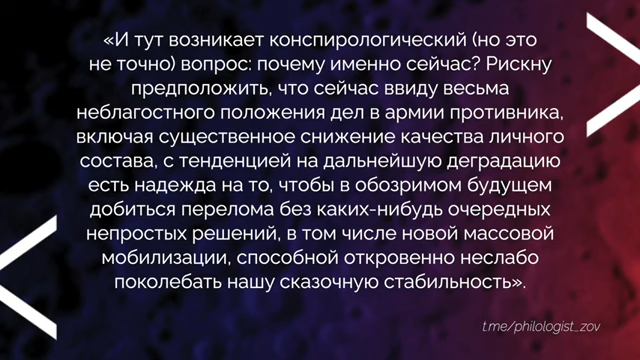 «И тут возникает конспирологический (но это
не точно) вопрос: почему именно сейчас? Рискну
предположить, что сейчас ввиду весьма
неблагостного положения дел в армии противника,
включая существенное снижение качества личного
состава, с тенденцией на дальнейшую деградацию
есть надежда на то, чтобы в обозримом будущем
добиться перелома без каких-нибудь очередных
непростых решений, в том числе новой массовой
мобилизации, способной откровенно неслабо
поколебать нашу сказочную стабильность».
t.me/philologist_zov